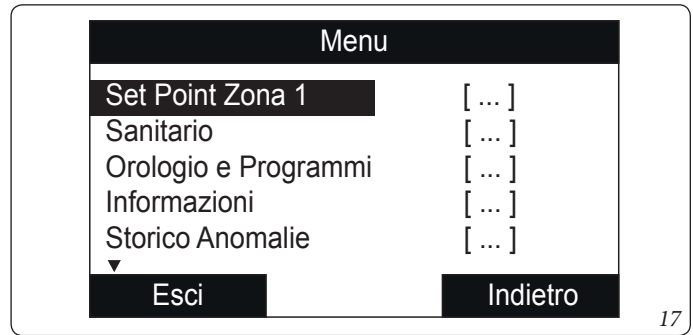 Menu
Set Point Zona 1 [ ... ]
Sanitario [ ... ]
Orologio e Programmi [ ... ]
Informazioni [ ... ]
Storico Anomalie [ ... ]
Esci Indietro
17